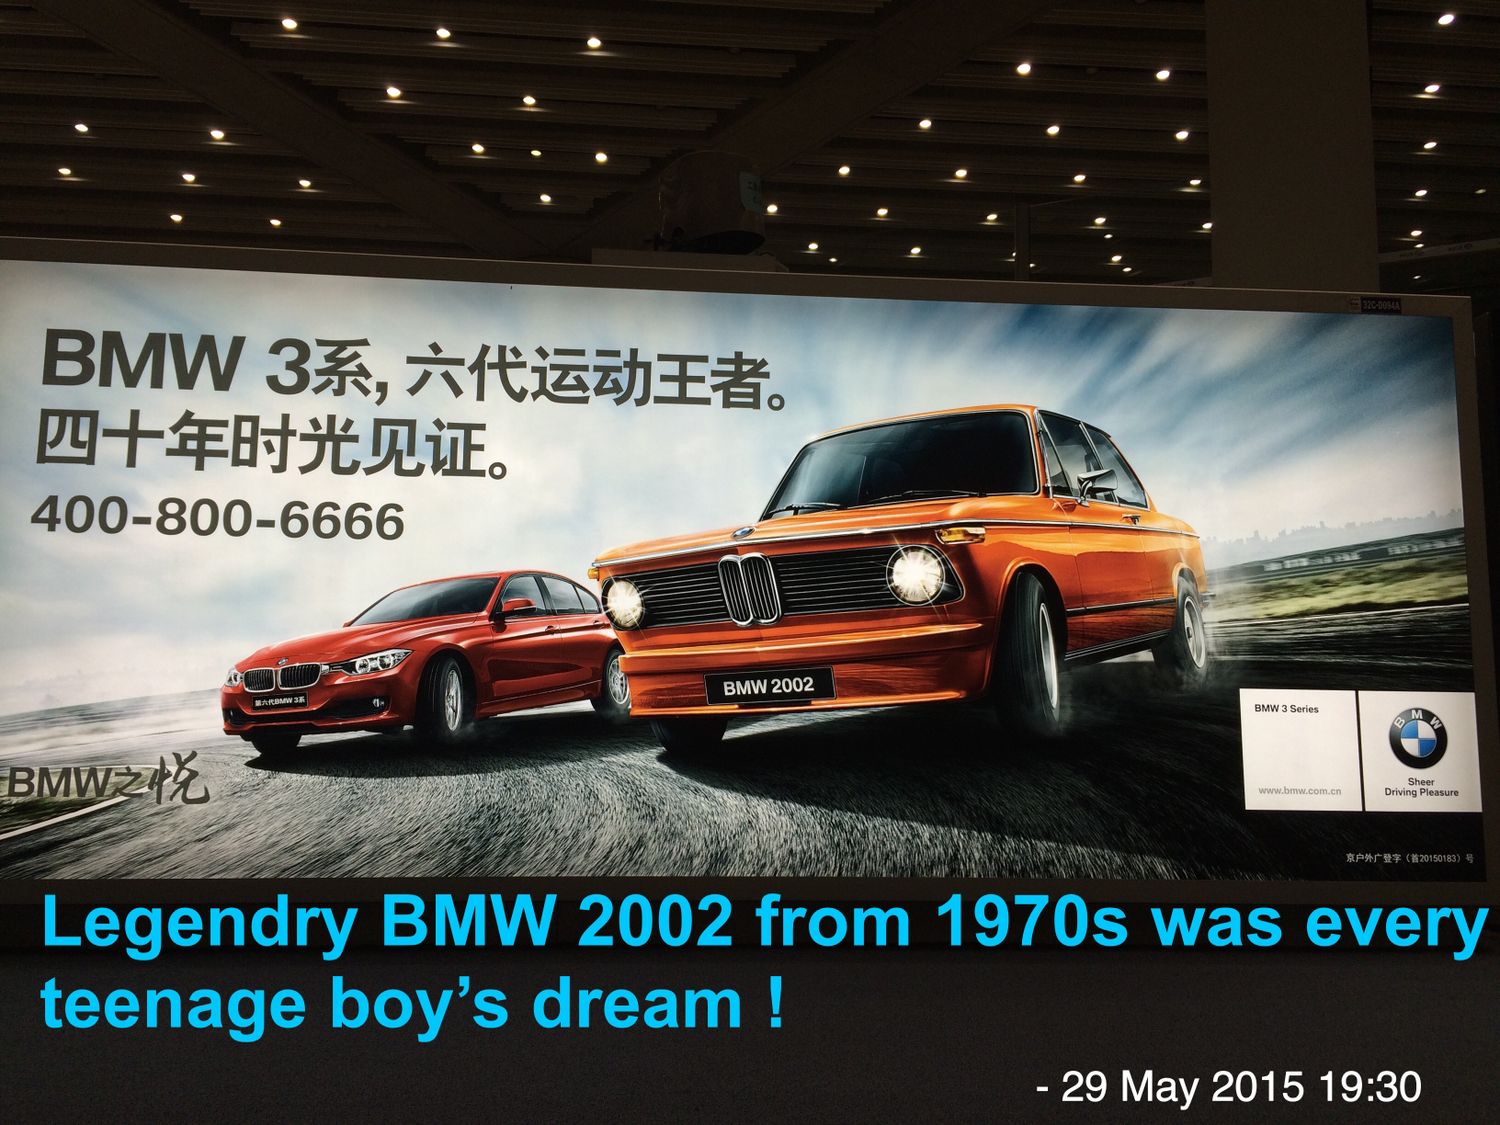 32C-D094A
BMW 3系, 六代运动王者。
四十年时光见证。
400-800-6666
BMW 2002
第六代BMW 3系
BMW 3 Series
www.bmw.com.cn
BMW
Sheer
Driving Pleasure
BMW之悦
京户外广登字（首20150183）号
Legendry BMW 2002 from 1970s was every
teenage boy’s dream !
- 29 May 2015 19:30